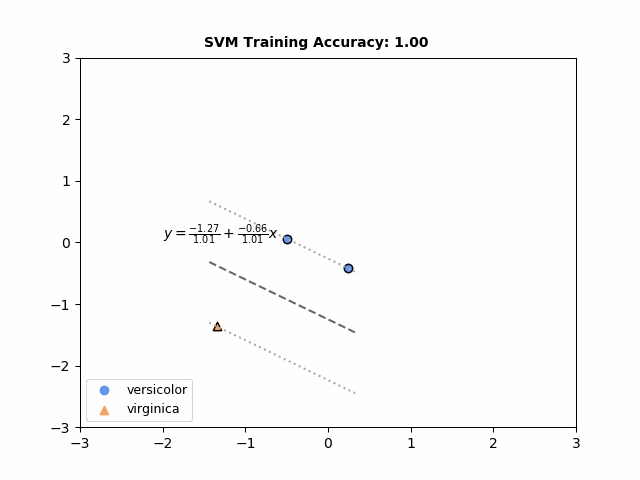 SVM Training Accuracy: 1.00
3
2
1
0
−1
−2
−3
y = −1.27/1.01 + −0.66/1.01 x
versicolor
virginica
−3 −2 −1 0 1 2 3